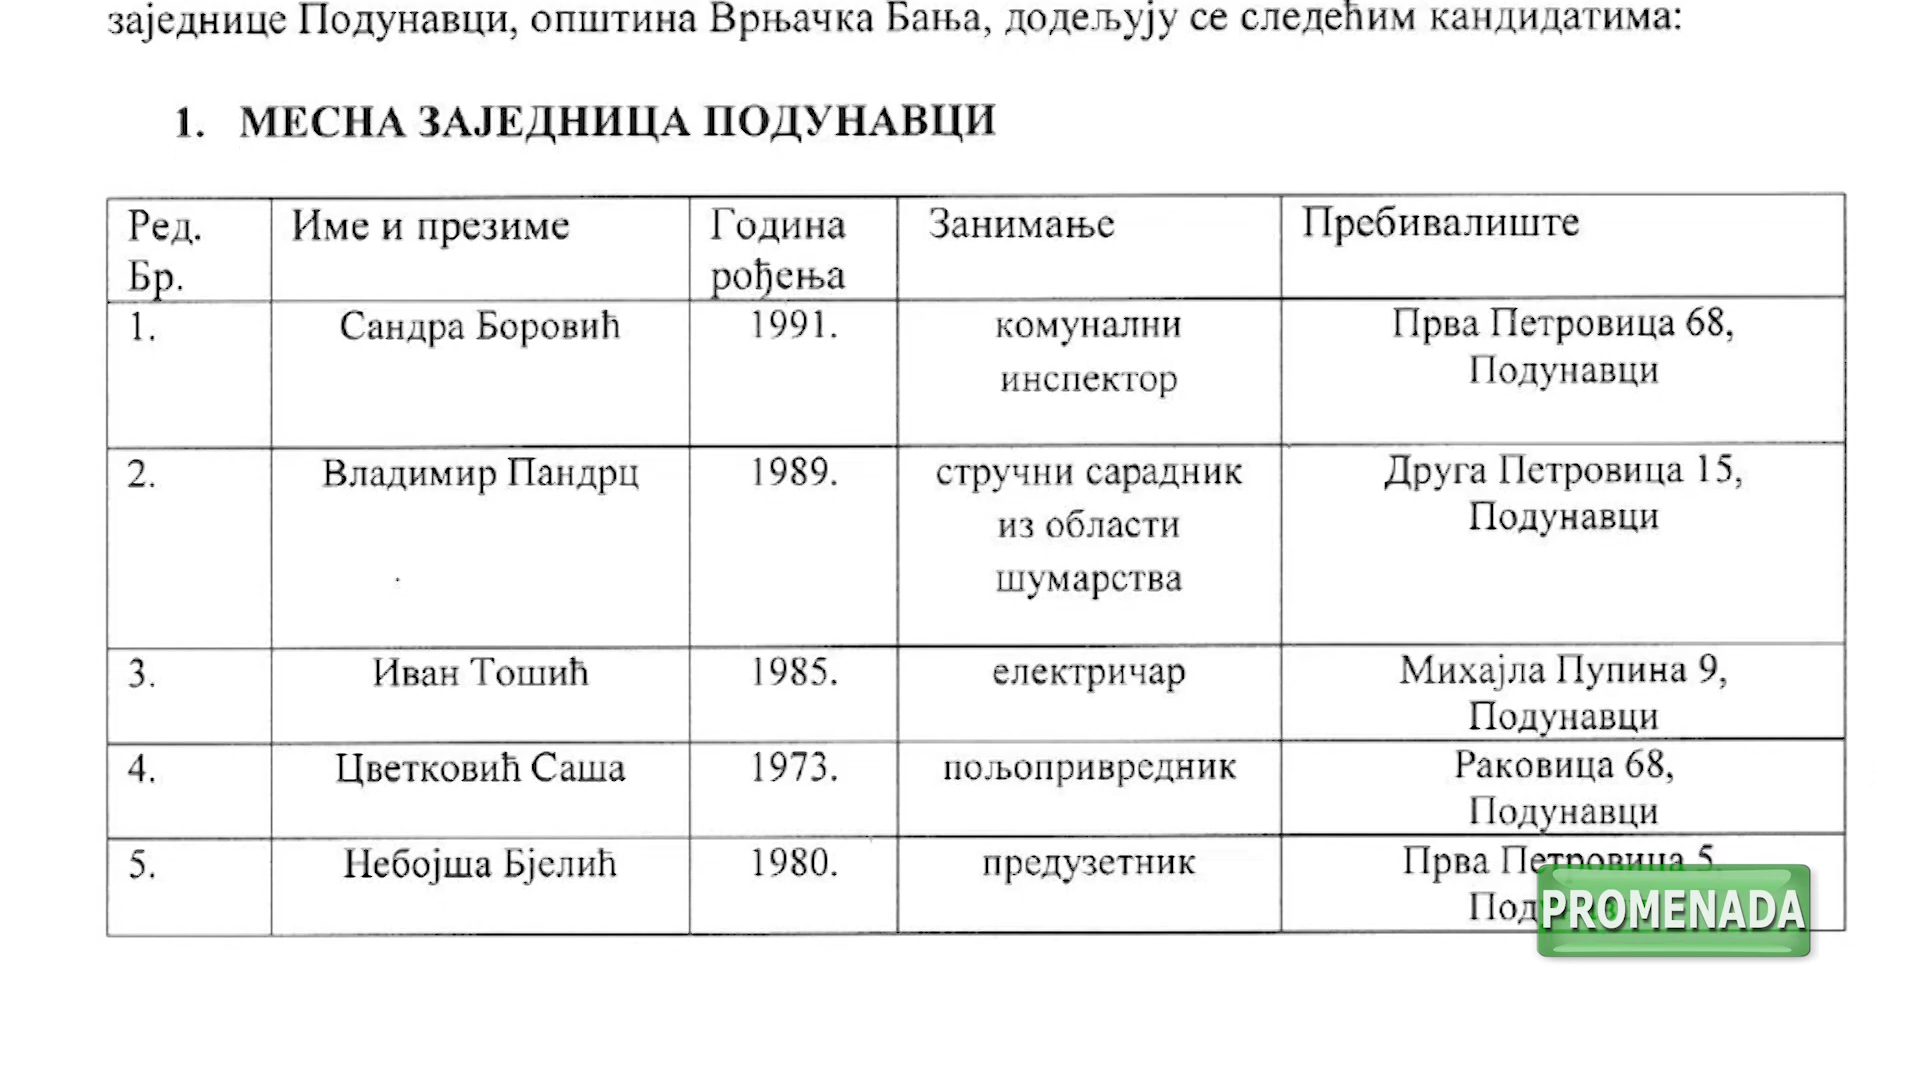 заједнице Подунавци, општина Врњачка Бања, додељују се следећим кандидатима:
1. МЕСНА ЗАЈЕДНИЦА ПОДУНАВЦИ
Ред. Бр. Име и презиме Година рођења Занимање Пребивалиште
1. Сандра Боровић 1991. комунални Прва Петровица 68,
инспектор Подунавци
2. Владимир Пандрц 1989. стручни сарадник Друга Петровица 15,
из области Подунавци
шумарства
3. Иван Тошић 1985. електричар Михајла Пупина 9,
Подунавци
4. Цветковић Саша 1973. пољопривредник Раковица 68,
Подунавци
5. Небојша Бјелић 1980. предузетник Прва Петровица 5,
PROMENADA